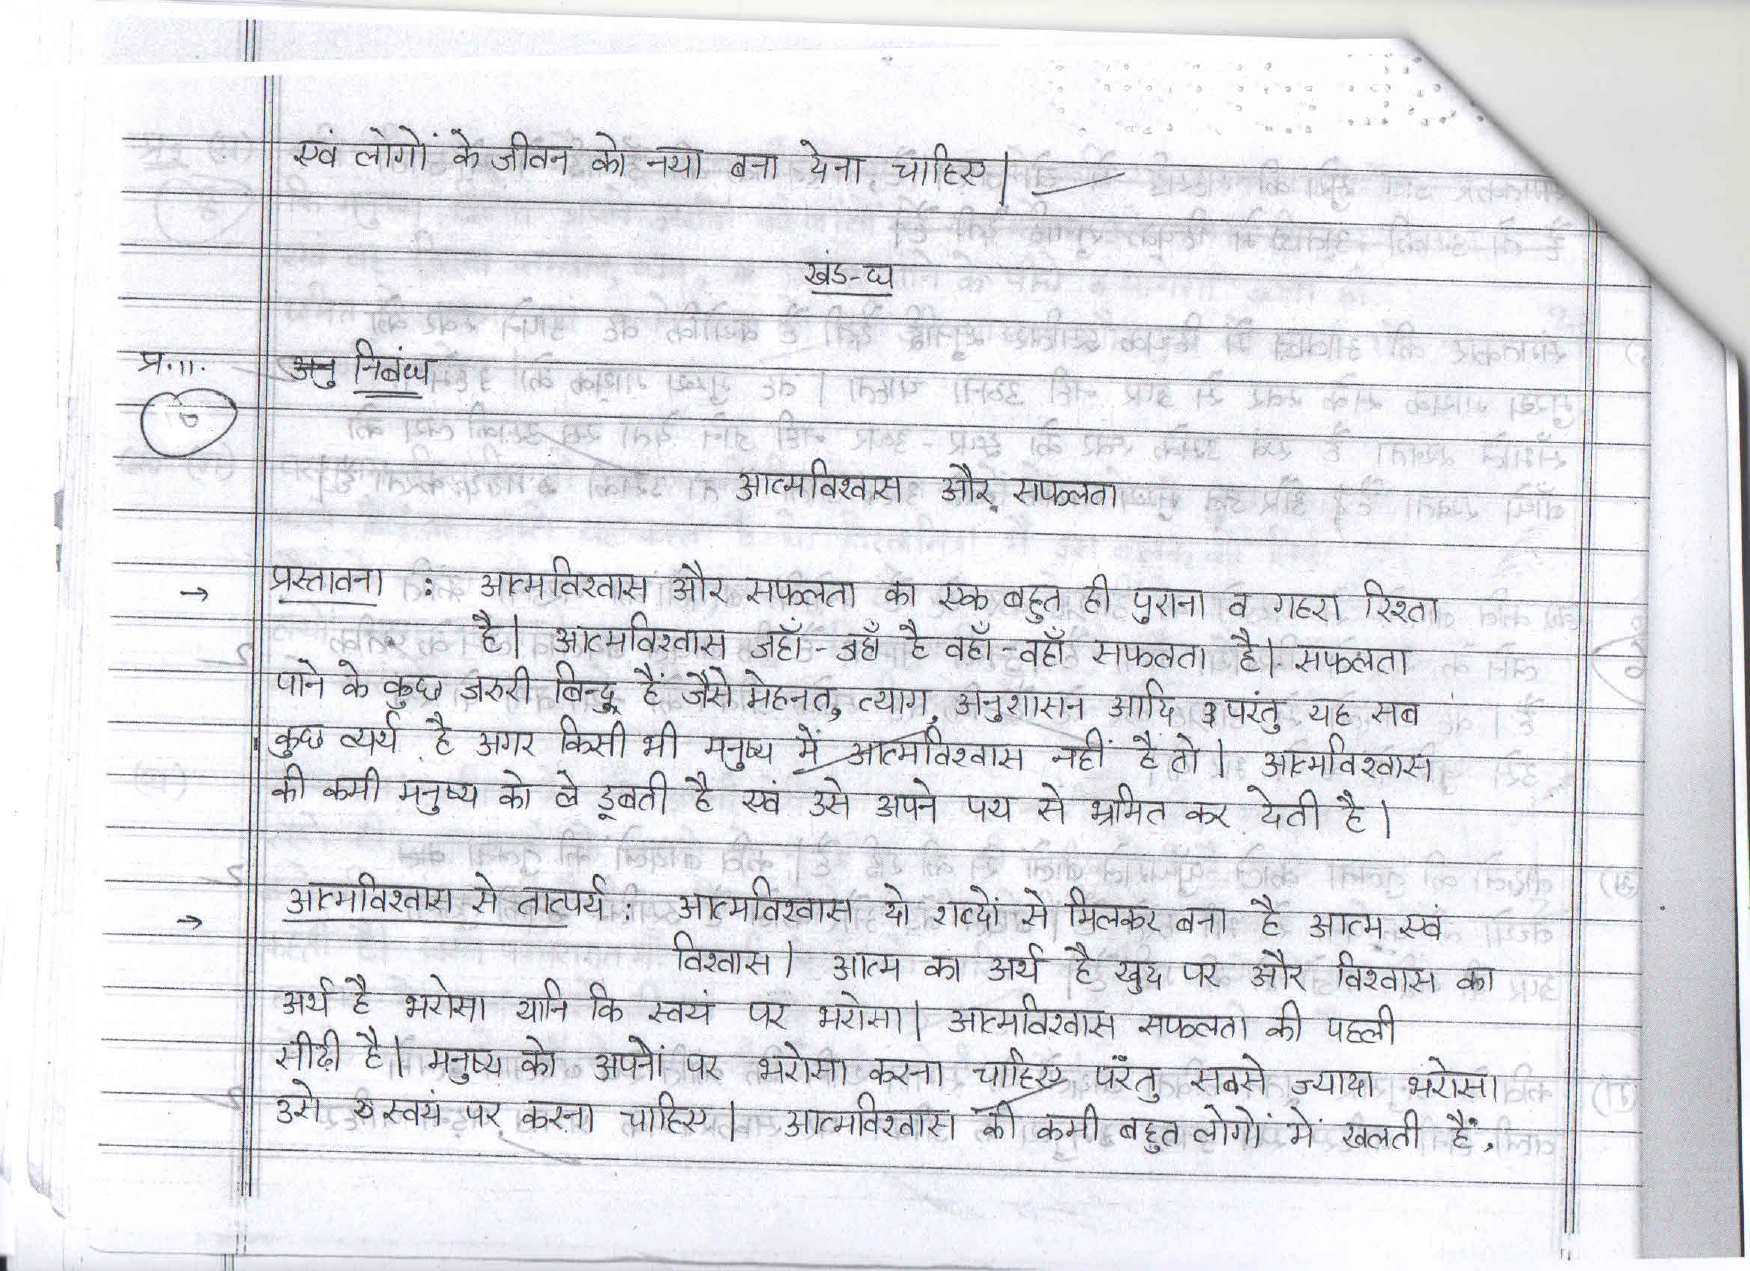 एवं लोगों के जीवन को नया बना देना चाहिए।
खंड-घ
प्र.11. अनु निबंध
आत्मविश्वास और सफलता
→ प्रस्तावना : आत्मविश्वास और सफलता का एक बहुत ही पुराना व गहरा रिश्ता
है। आत्मविश्वास जहाँ-जहाँ है वहाँ-वहाँ सफलता है। सफलता
पाने के कुछ जरुरी बिन्दु हैं जैसे मेहनत, त्याग, अनुशासन आदि परंतु यह सब
कुछ व्यर्थ है अगर किसी भी मनुष्य में आत्मविश्वास नहीं है तो। आत्मविश्वास
की कमी मनुष्य को ले डूबती है एवं उसे अपने पथ से भ्रमित कर देती है।
→ आत्मविश्वास से तात्पर्य : आत्मविश्वास दो शब्दों से मिलकर बना है आत्म एवं
विश्वास। आत्म का अर्थ है खुद पर और विश्वास का
अर्थ है भरोसा यानि कि स्वयं पर भरोसा। आत्मविश्वास सफलता की पहली
सीढ़ी है। मनुष्य को अपनों पर भरोसा करना चाहिए परंतु सबसे ज्यादा भरोसा
उसे स्वयं पर करना चाहिए। आत्मविश्वास की कमी बहुत लोगों में खलती है,